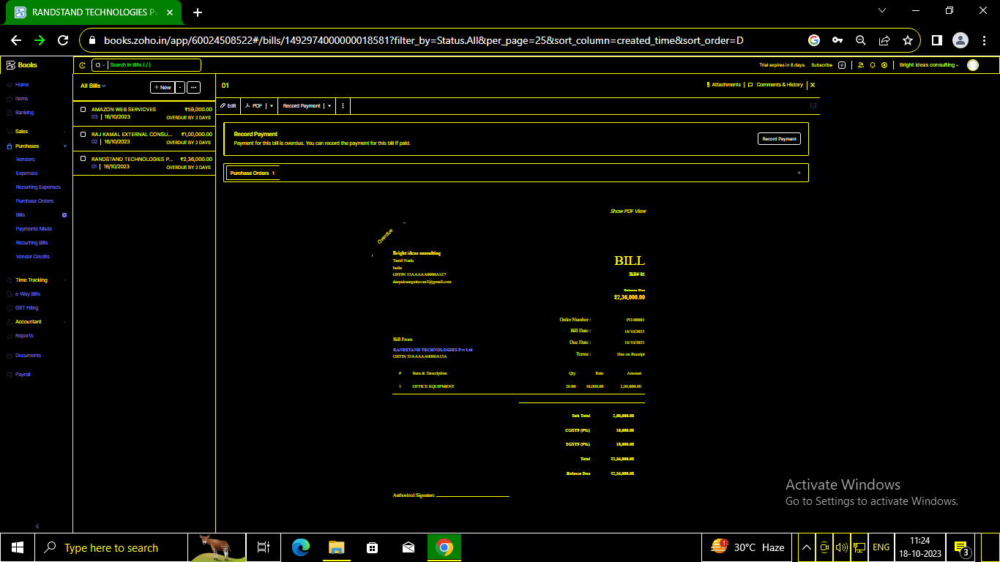 RANDSTAND TECHNOLOGIES P
books.zoho.in/app/60024508522#/bills/1492974000000018581?filter_by=Status.All&per_page=25&sort_column=created_time&sort_order=D
Books
Search in Bills ( / )
Trial expires in 8 days. Subscribe
Bright ideas consulting
Home
Items
Banking
Sales
Purchases
Vendors
Expenses
Recurring Expenses
Purchase Orders
Bills
Payments Made
Recurring Bills
Vendor Credits
Time Tracking
e-Way Bills
GST Filing
Accountant
Reports
Documents
Payroll
All Bills
+ New
AMAZON WEB SERVICVES ₹59,000.00
03 | 16/10/2023 OVERDUE BY 2 DAYS
RAJ KAMAL EXTERNAL CONSU... ₹1,00,000.00
02 | 16/10/2023 OVERDUE BY 2 DAYS
RANDSTAND TECHNOLOGIES P... ₹2,36,000.00
01 | 16/10/2023 OVERDUE BY 2 DAYS
01
Attachments | Comments & History
Edit PDF Record Payment
Record Payment
Payment for this bill is overdue. You can record the payment for this bill if paid.
Record Payment
Purchase Orders 1
Show PDF View
Overdue
Bright ideas consulting
Tamil Nadu
India
GSTIN 33AAAAA0000A1Z7
deepaksenguttuvan3@gmail.com
BILL
Bill# 01
Balance Due
₹2,36,000.00
Order Number : PO-00001
Bill Date : 16/10/2023
Due Date : 16/10/2023
Terms : Due on Receipt
Bill From
RANDSTAND TECHNOLOGIES Pvt Ltd
GSTIN 33AAAAA0000A15A
# Item & Description Qty Rate Amount
1 OFFICE EQUIPMENT 20.00 10,000.00 2,00,000.00
Sub Total 2,00,000.00
CGST9 (9%) 18,000.00
SGST9 (9%) 18,000.00
Total ₹2,36,000.00
Balance Due ₹2,36,000.00
Authorized Signature
Activate Windows
Go to Settings to activate Windows.
Type here to search
1
30°C Haze
ENG
11:24
18-10-2023
3